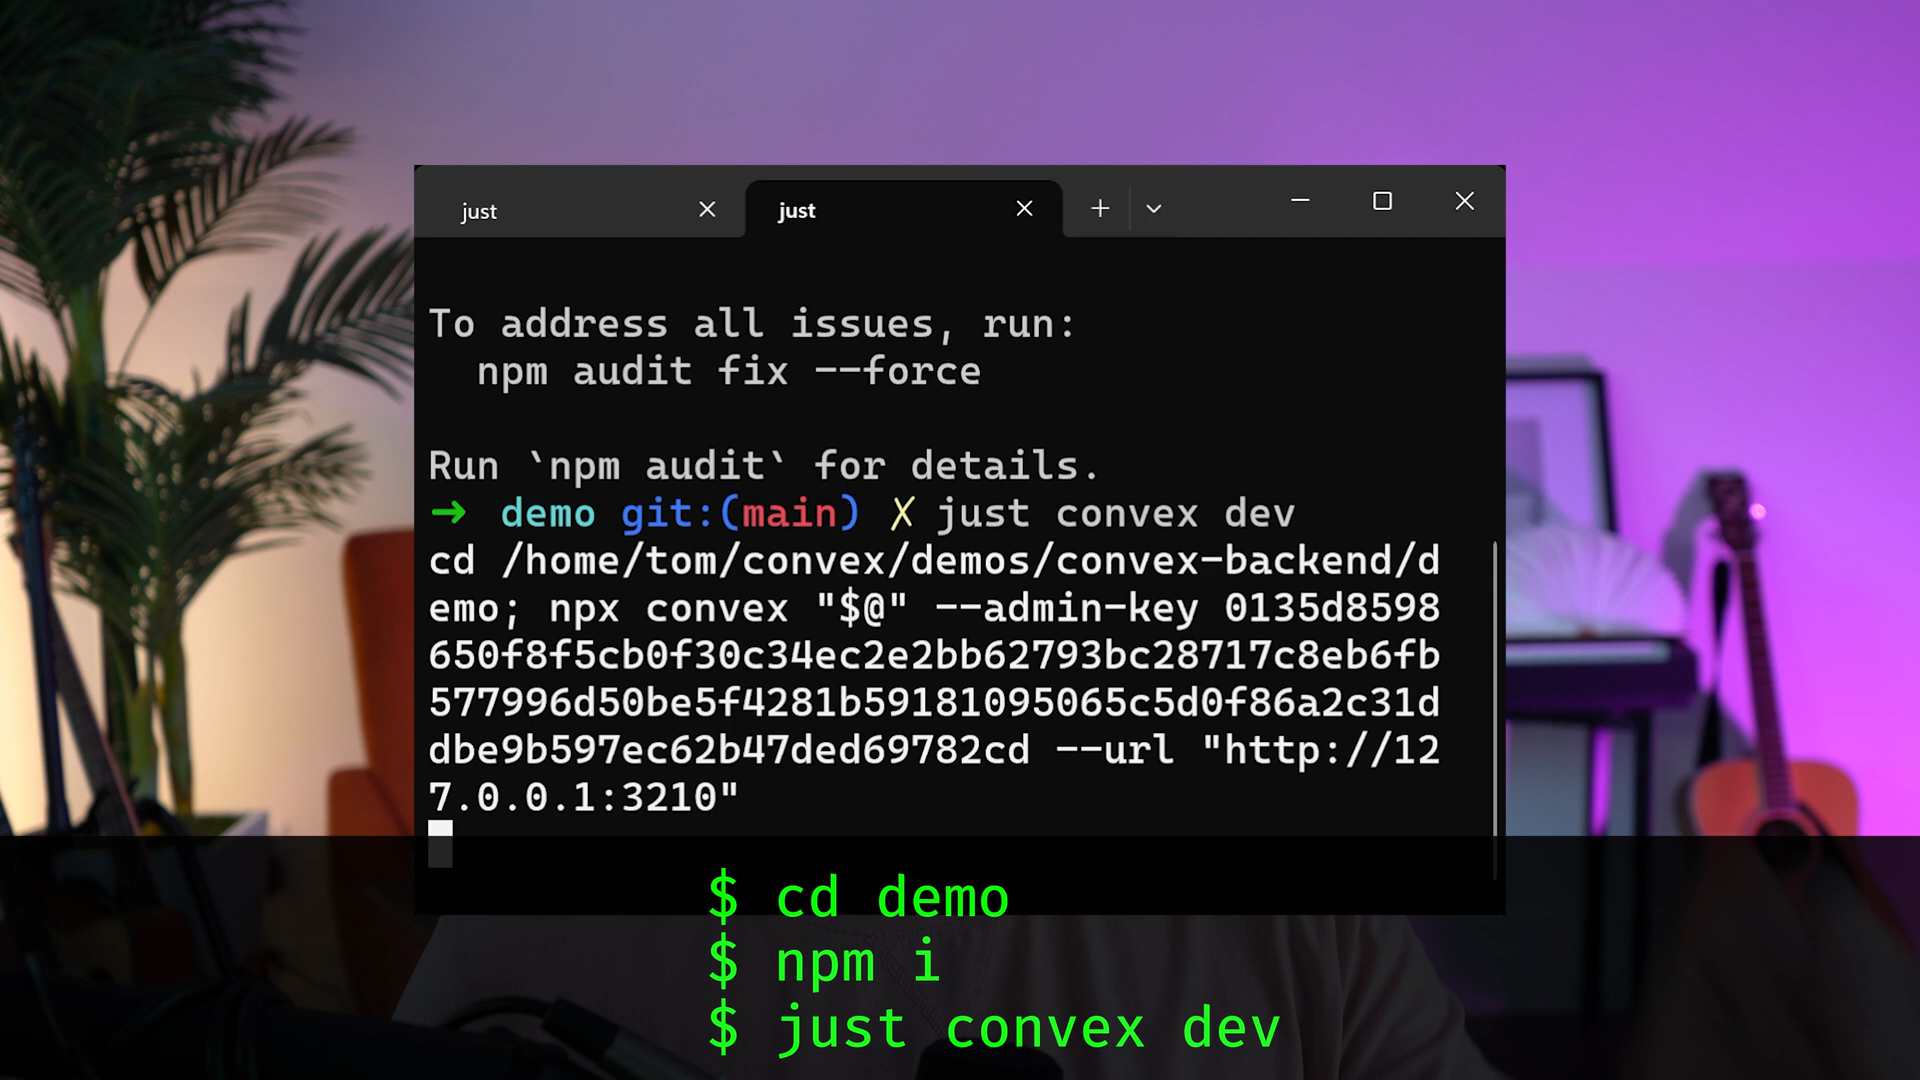 just
just
To address all issues, run:
npm audit fix --force
Run `npm audit` for details.
➜ demo git:(main) ✗ just convex dev
cd /home/tom/convex/demos/convex-backend/d
emo; npx convex "$@" --admin-key 0135d8598
650f8f5cb0f30c34ec2e2bb62793bc28717c8eb6fb
577996d50be5f4281b59181095065c5d0f86a2c31d
dbe9b597ec62b47ded69782cd --url "http://12
7.0.0.1:3210"
$ cd demo
$ npm i
$ just convex dev